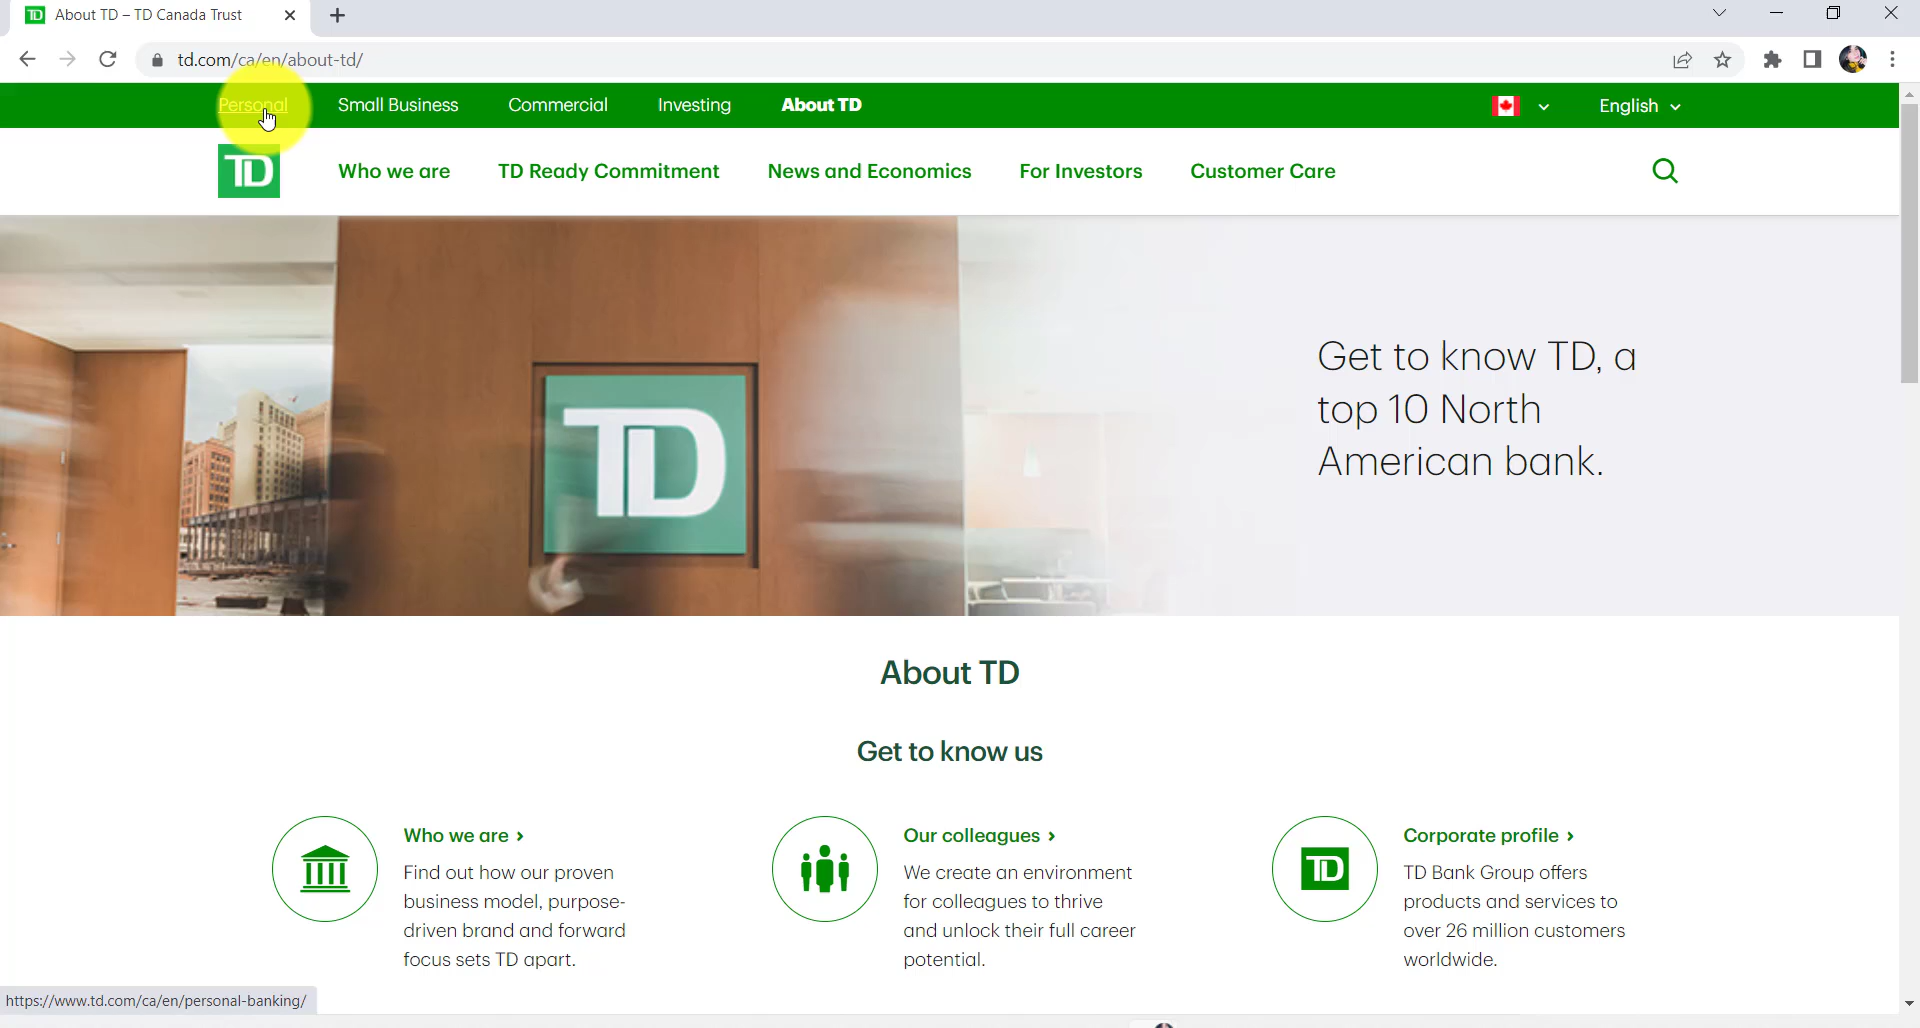 TD About TD – TD Canada Trust
td.com/ca/en/about-td/
Personal Small Business Commercial Investing About TD English
TD Who we are TD Ready Commitment News and Economics For Investors Customer Care
TD
Get to know TD, a
top 10 North
American bank.
About TD
Get to know us
Who we are ›
Find out how our proven
business model, purpose-
driven brand and forward
focus sets TD apart.
Our colleagues ›
We create an environment
for colleagues to thrive
and unlock their full career
potential.
TD
Corporate profile ›
TD Bank Group offers
products and services to
over 26 million customers
worldwide.
https://www.td.com/ca/en/personal-banking/